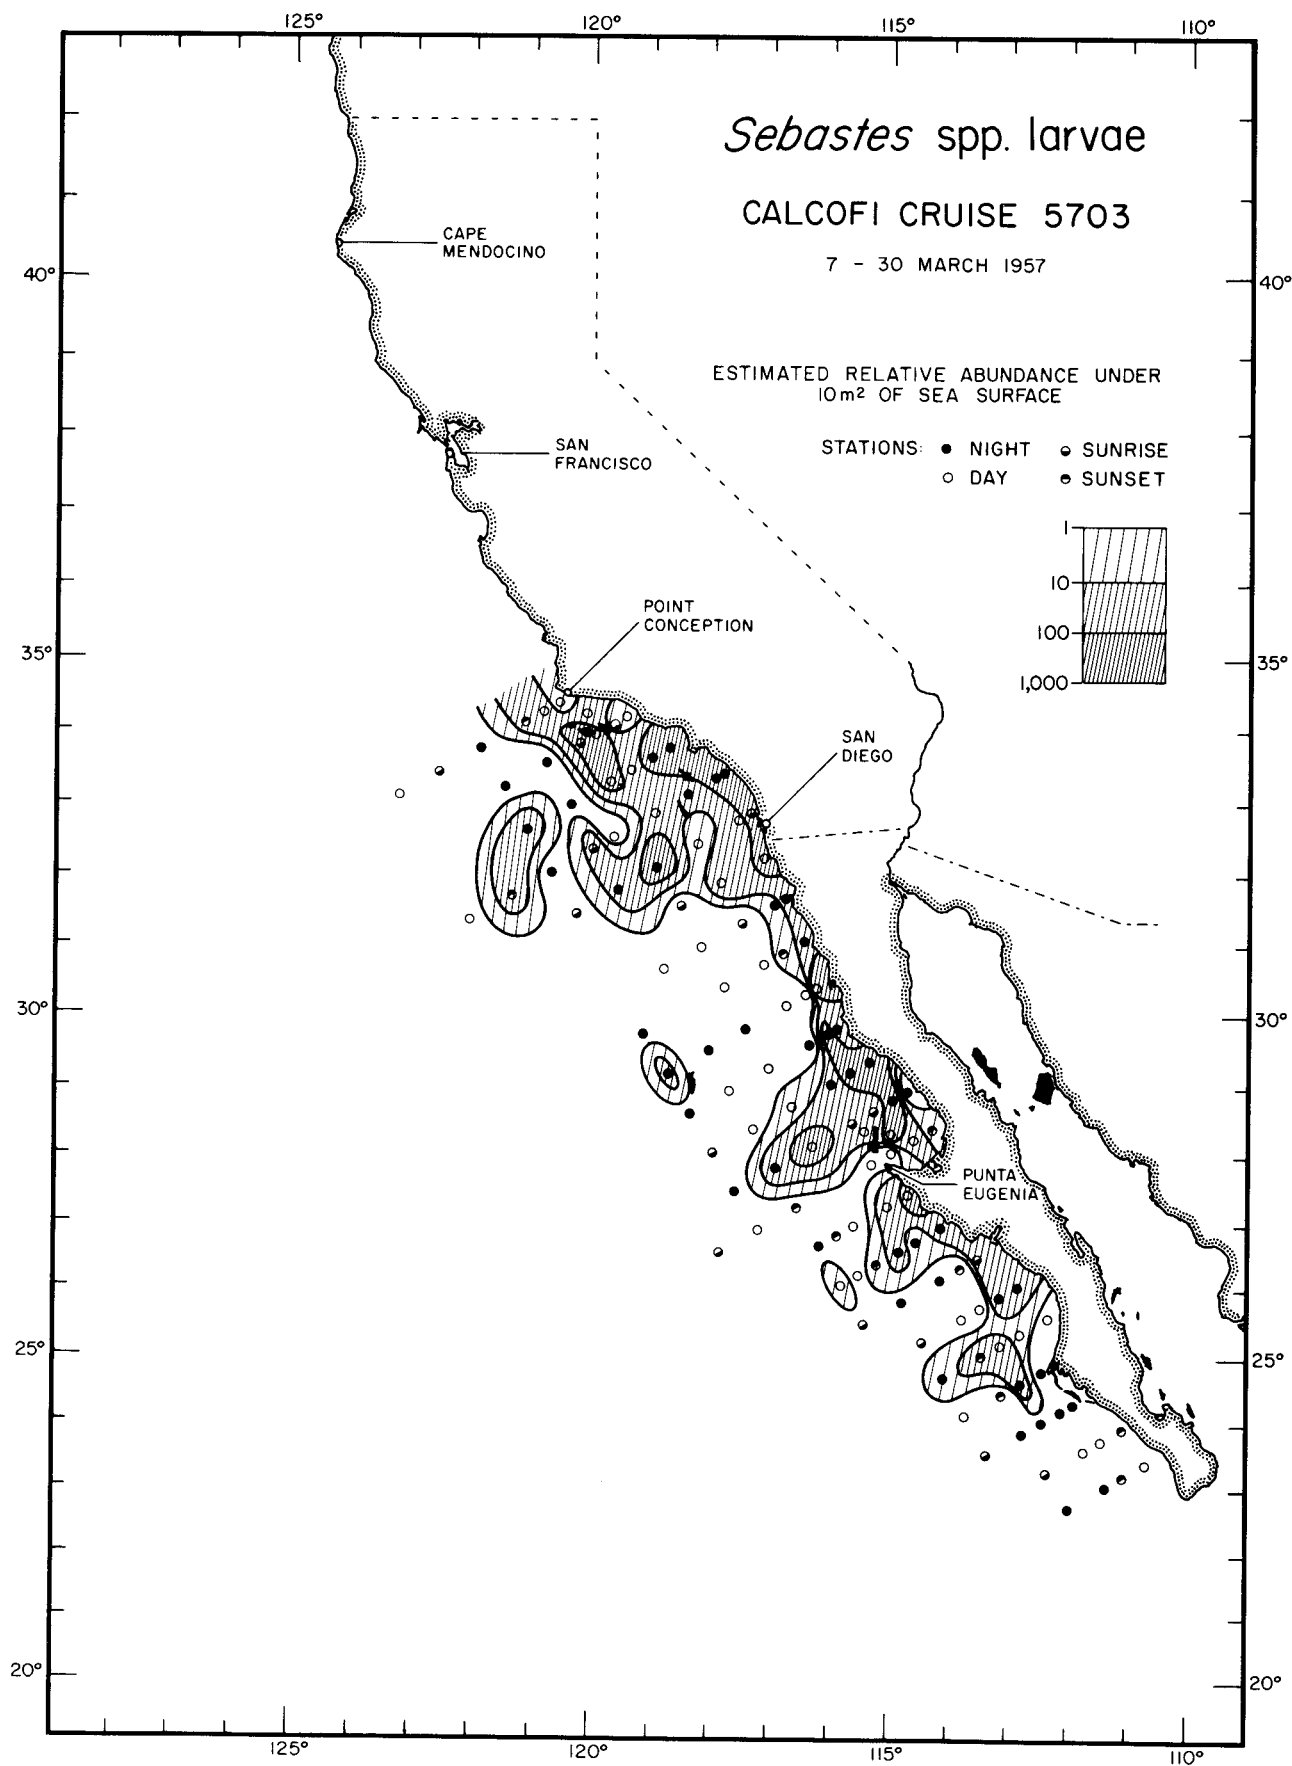 125° 120° 115° 110°
Sebastes spp. larvae
CALCOFI CRUISE 5703
7 - 30 MARCH 1957
CAPE
MENDOCINO
40° 40°
ESTIMATED RELATIVE ABUNDANCE UNDER
10m² OF SEA SURFACE
STATIONS: ● NIGHT ◒ SUNRISE
○ DAY ◓ SUNSET
SAN
FRANCISCO
1
10
100
1,000
POINT
CONCEPTION
35° 35°
SAN
DIEGO
30° 30°
PUNTA
EUGENIA
25° 25°
20° 20°
125° 120° 115° 110°